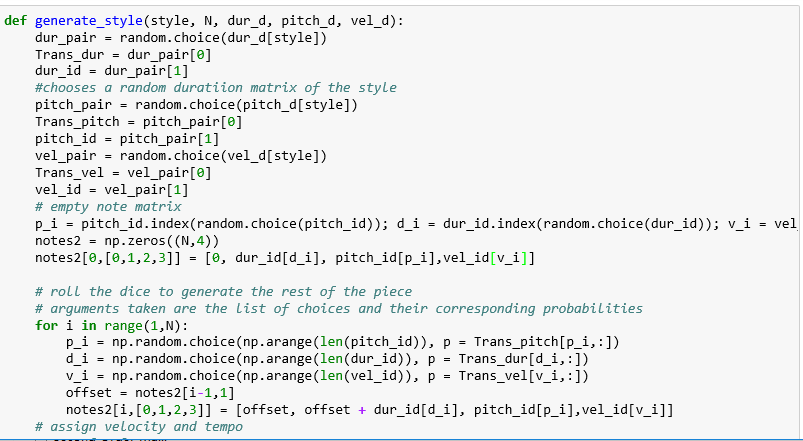 def generate_style(style, N, dur_d, pitch_d, vel_d):
    dur_pair = random.choice(dur_d[style])
    Trans_dur = dur_pair[0]
    dur_id = dur_pair[1]
    #chooses a random duratiion matrix of the style
    pitch_pair = random.choice(pitch_d[style])
    Trans_pitch = pitch_pair[0]
    pitch_id = pitch_pair[1]
    vel_pair = random.choice(vel_d[style])
    Trans_vel = vel_pair[0]
    vel_id = vel_pair[1]
    # empty note matrix
    p_i = pitch_id.index(random.choice(pitch_id)); d_i = dur_id.index(random.choice(dur_id)); v_i = vel
    notes2 = np.zeros((N,4))
    notes2[0,[0,1,2,3]] = [0, dur_id[d_i], pitch_id[p_i],vel_id[v_i]]
    # roll the dice to generate the rest of the piece
    # arguments taken are the list of choices and their corresponding probabilities
    for i in range(1,N):
        p_i = np.random.choice(np.arange(len(pitch_id)), p = Trans_pitch[p_i,:])
        d_i = np.random.choice(np.arange(len(dur_id)), p = Trans_dur[d_i,:])
        v_i = np.random.choice(np.arange(len(vel_id)), p = Trans_vel[v_i,:])
        offset = notes2[i-1,1]
        notes2[i,[0,1,2,3]] = [offset, offset + dur_id[d_i], pitch_id[p_i],vel_id[v_i]]
    # assign velocity and tempo